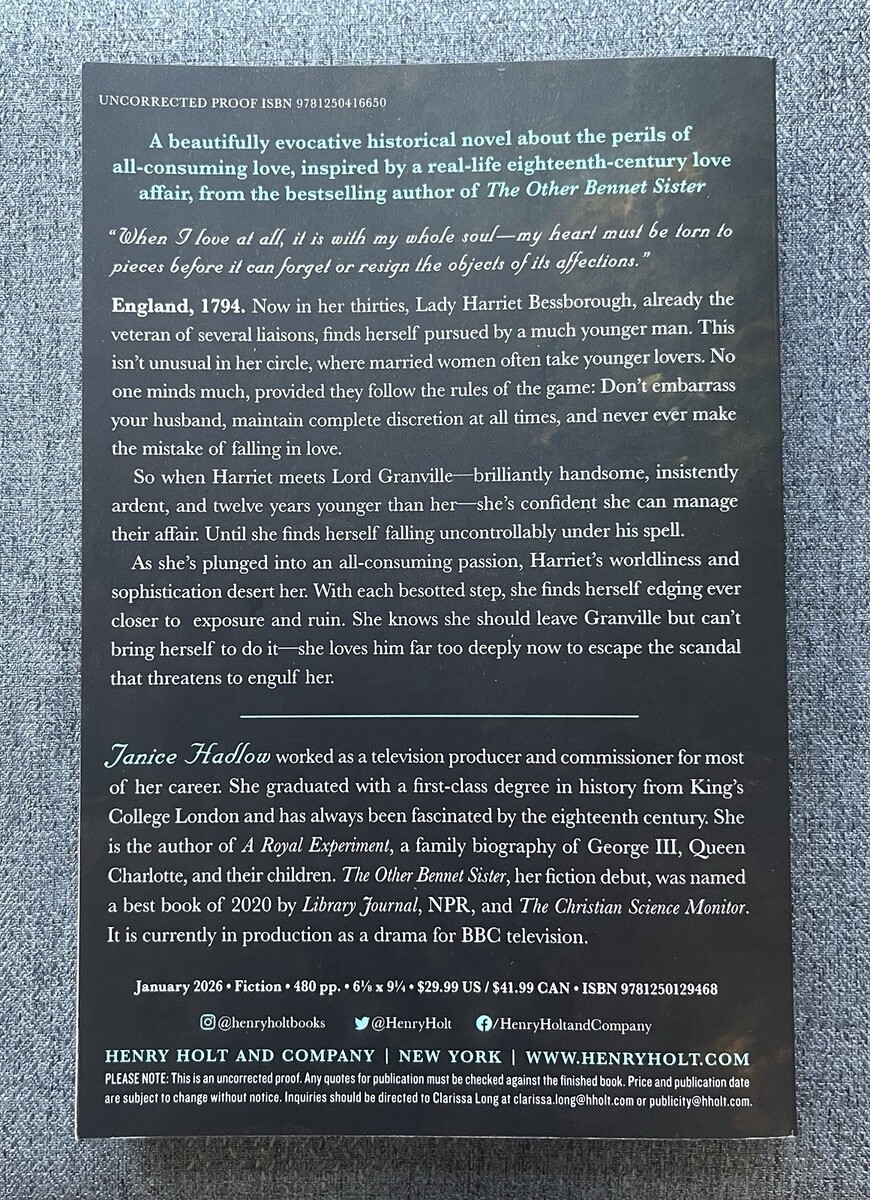 UNCORRECTED PROOF ISBN 9781250416650
A beautifully evocative historical novel about the perils of
all-consuming love, inspired by a real-life eighteenth-century love
affair, from the bestselling author of The Other Bennet Sister
“When I love at all, it is with my whole soul—my heart must be torn to
pieces before it can forget or resign the objects of its affections.”
England, 1794. Now in her thirties, Lady Harriet Bessborough, already the
veteran of several liaisons, finds herself pursued by a much younger man. This
isn’t unusual in her circle, where married women often take younger lovers. No
one minds much, provided they follow the rules of the game: Don’t embarrass
your husband, maintain complete discretion at all times, and never ever make
the mistake of falling in love.
So when Harriet meets Lord Granville—brilliantly handsome, insistently
ardent, and twelve years younger than her—she’s confident she can manage
their affair. Until she finds herself falling uncontrollably under his spell.
As she’s plunged into an all-consuming passion, Harriet’s worldliness and
sophistication desert her. With each besotted step, she finds herself edging ever
closer to exposure and ruin. She knows she should leave Granville but can’t
bring herself to do it—she loves him far too deeply now to escape the scandal
that threatens to engulf her.
Janice Hadlow worked as a television producer and commissioner for most
of her career. She graduated with a first-class degree in history from King’s
College London and has always been fascinated by the eighteenth century. She
is the author of A Royal Experiment, a family biography of George III, Queen
Charlotte, and their children. The Other Bennet Sister, her fiction debut, was named
a best book of 2020 by Library Journal, NPR, and The Christian Science Monitor.
It is currently in production as a drama for BBC television.
January 2026 • Fiction • 480 pp. • 6⅛ x 9¼ • $29.99 US / $41.99 CAN • ISBN 9781250129468
@henryholtbooks @HenryHolt /HenryHoltandCompany
HENRY HOLT AND COMPANY | NEW YORK | WWW.HENRYHOLT.COM
PLEASE NOTE: This is an uncorrected proof. Any quotes for publication must be checked against the finished book. Price and publication date
are subject to change without notice. Inquiries should be directed to Clarissa Long at clarissa.long@hholt.com or publicity@hholt.com.